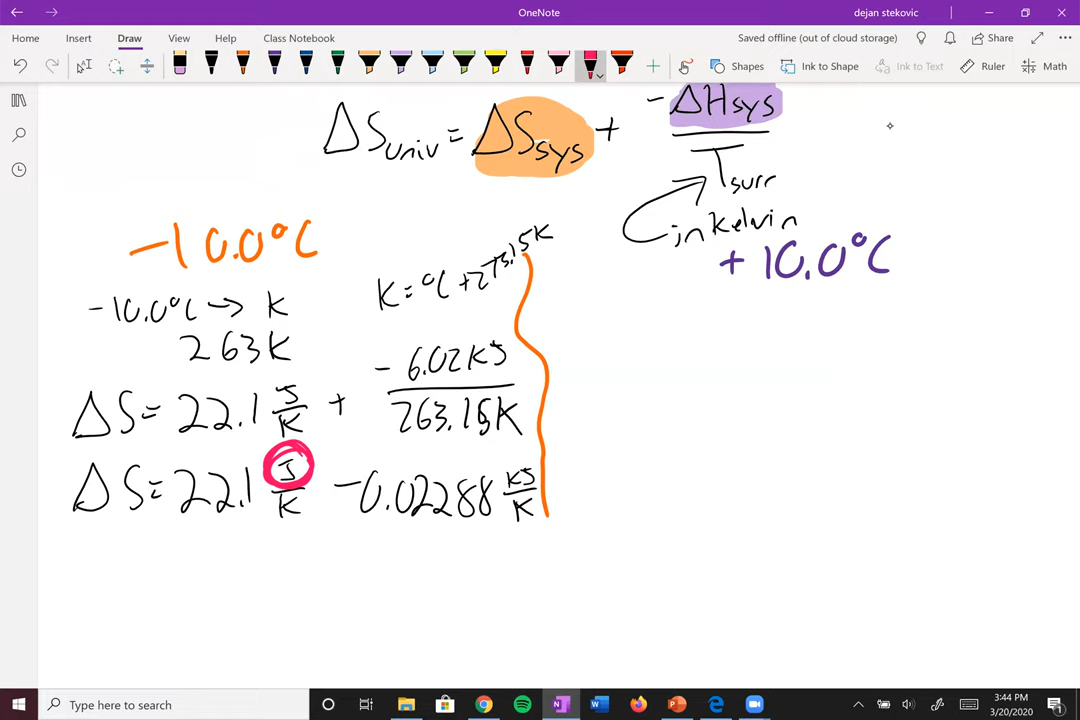 OneNote
dejan stekovic
Home Insert Draw View Help Class Notebook
Saved offline (out of cloud storage) Share
Shapes Ink to Shape Ink to Text Ruler Math
ΔSuniv = ΔSsys + -ΔHsys / Tsurr
in kelvin
-10.0°C
+10.0°C
-10.0°C → K
K = °C + 273.15K
263K
ΔS = 22.1 J/K + -6.02KJ / 263.15K
ΔS = 22.1 J/K - 0.02288 KJ/K
Type here to search
3:44 PM
3/20/2020
1